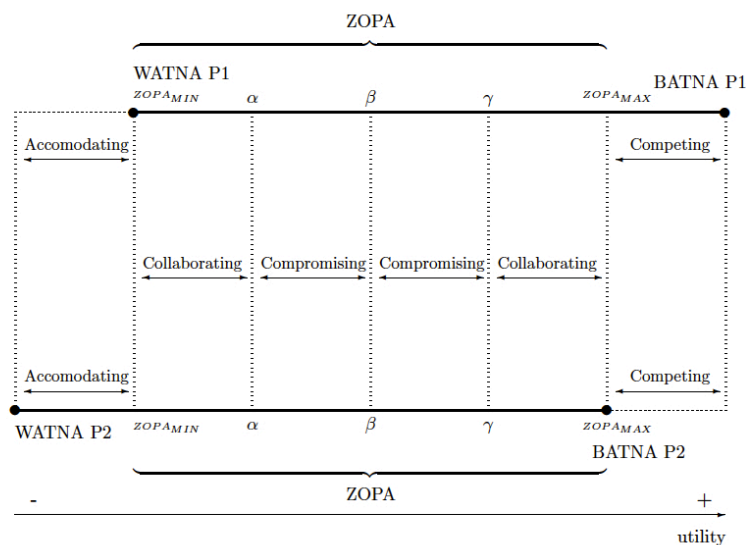 ZOPA
WATNA P1
BATNA P1
ZOPA_MIN α β γ ZOPA_MAX
Accomodating Competing
Collaborating Compromising Compromising Collaborating
Accomodating Competing
WATNA P2
ZOPA_MIN α β γ ZOPA_MAX
BATNA P2
ZOPA
- +
utility